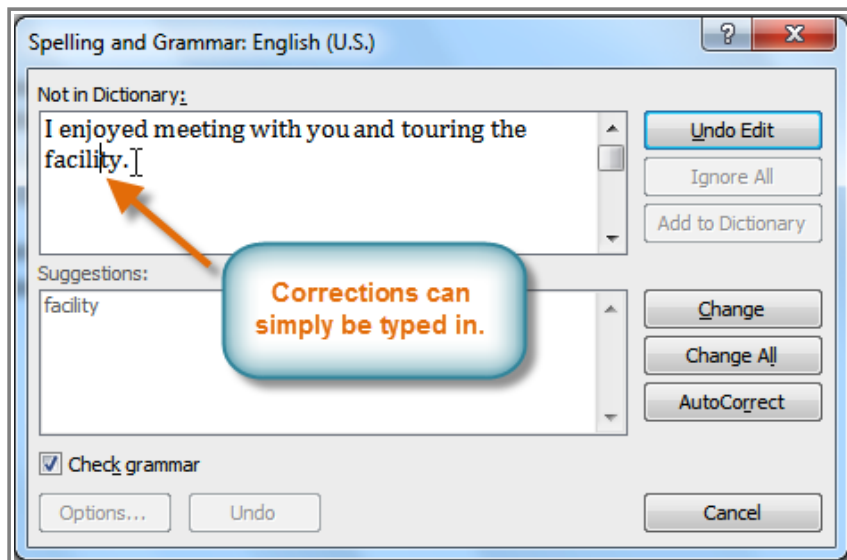 Spelling and Grammar: English (U.S.)
Not in Dictionary:
I enjoyed meeting with you and touring the
facility.
Undo Edit
Ignore All
Add to Dictionary
Corrections can
simply be typed in.
Suggestions:
facility
Change
Change All
AutoCorrect
Check grammar
Options...
Undo
Cancel